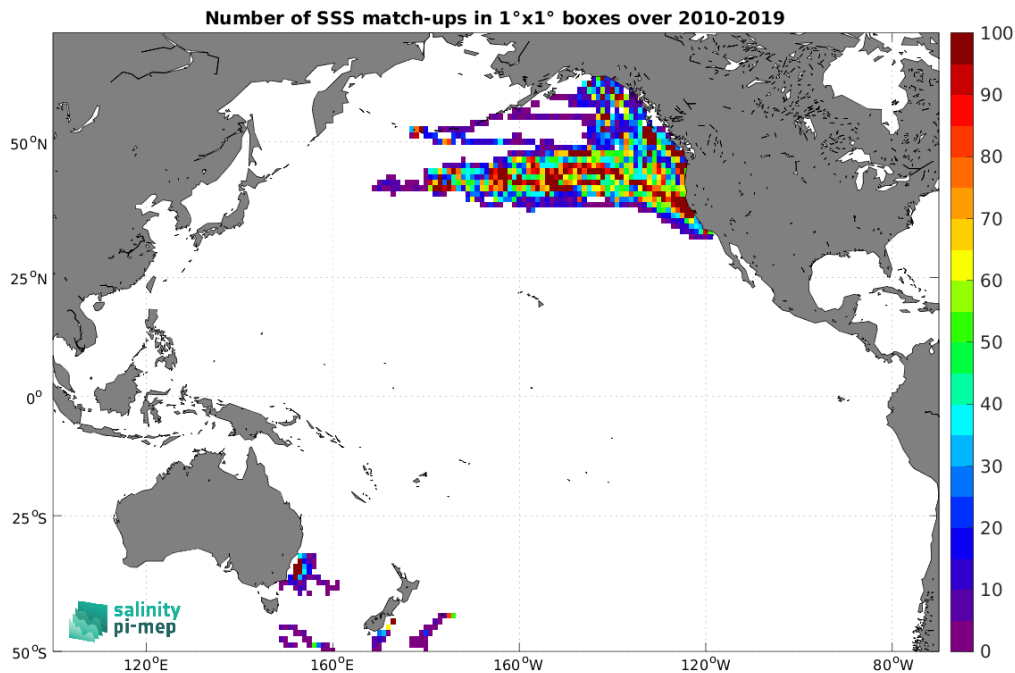 Number of SSS match-ups in 1°x1° boxes over 2010-2019
50°N
25°N
0°
25°S
50°S
120°E
160°E
160°W
120°W
80°W
100
90
80
70
60
50
40
30
20
10
0
salinity
pi-mep